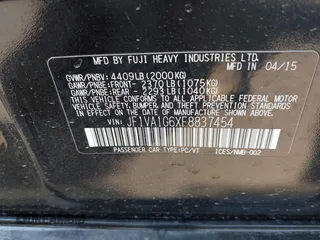 MFD BY FUJI HEAVY INDUSTRIES LTD.
MFD IN 04/15
GVWR/PNBV: 4409LB(2000KG)
GAWR/PNBE:FRONT- 2370LB(1075KG)
GAWR/PNBE:REAR - 2293LB(1040KG)
THIS VEHICLE CONFORMS TO ALL APPLICABLE
FEDERAL MOTOR VEHICLE SAFETY, BUMPER, AND
THEFT PREVENTION STANDARDS IN EFFECT ON THE
DATE OF MANUFACTURE SHOWN ABOVE.
JF1VA1G6XF8837454
PASSENGER CAR TYPE:PC/VT ICES/NMB-002